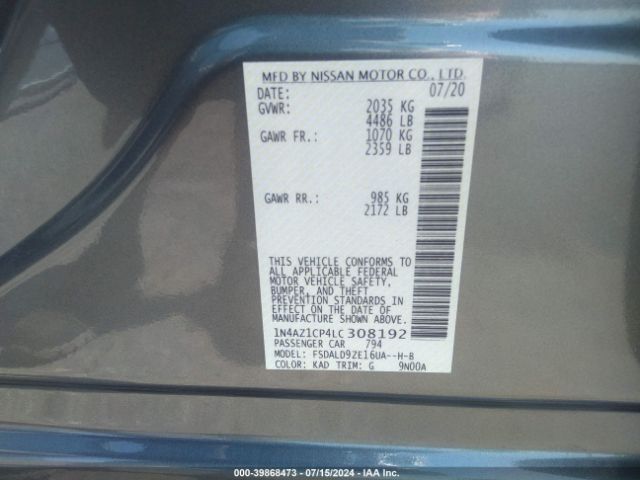 MFD BY NISSAN MOTOR CO., LTD.
DATE: 07/20
GVWR: 2035 KG
4486 LB
GAWR FR.: 1070 KG
2359 LB
GAWR RR.: 985 KG
2172 LB
THIS VEHICLE CONFORMS TO
ALL APPLICABLE FEDERAL
MOTOR VEHICLE SAFETY,
BUMPER, AND THEFT
PREVENTION STANDARDS IN
EFFECT ON THE DATE OF
MANUFACTURE SHOWN ABOVE.
1N4AZ1CP4LC308192
PASSENGER CAR 794
MODEL: FSDALD9ZE16UA--H-B
COLOR: KAD TRIM: G 9N00A
000-39868473 - 07/15/2024 - IAA Inc.